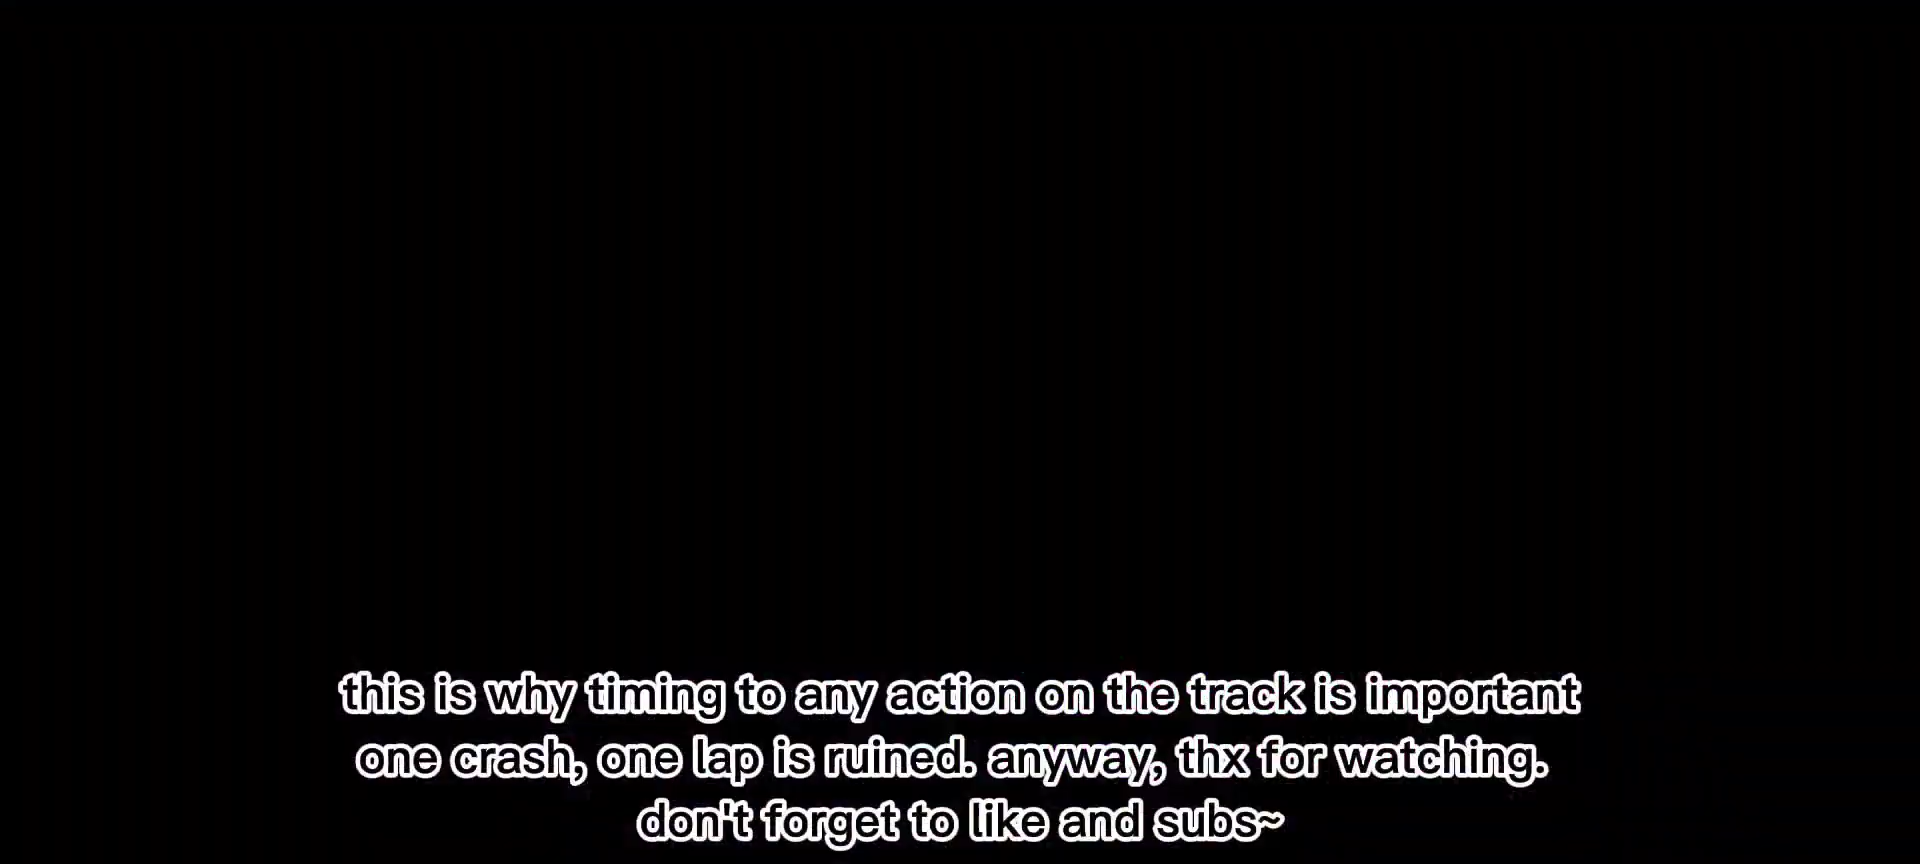 this is why timing to any action on the track is important
one crash, one lap is ruined. anyway, thx for watching.
don't forget to like and subs~